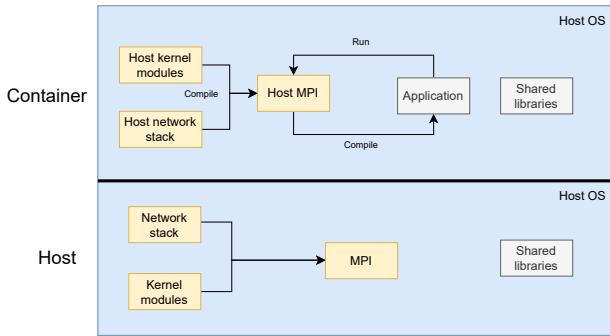 Host OS
Host kernel
modules
Run
Container
Compile
Host MPI
Application
Shared
libraries
Host network
stack
Compile
Host OS
Network
stack
Host
MPI
Shared
libraries
Kernel
modules